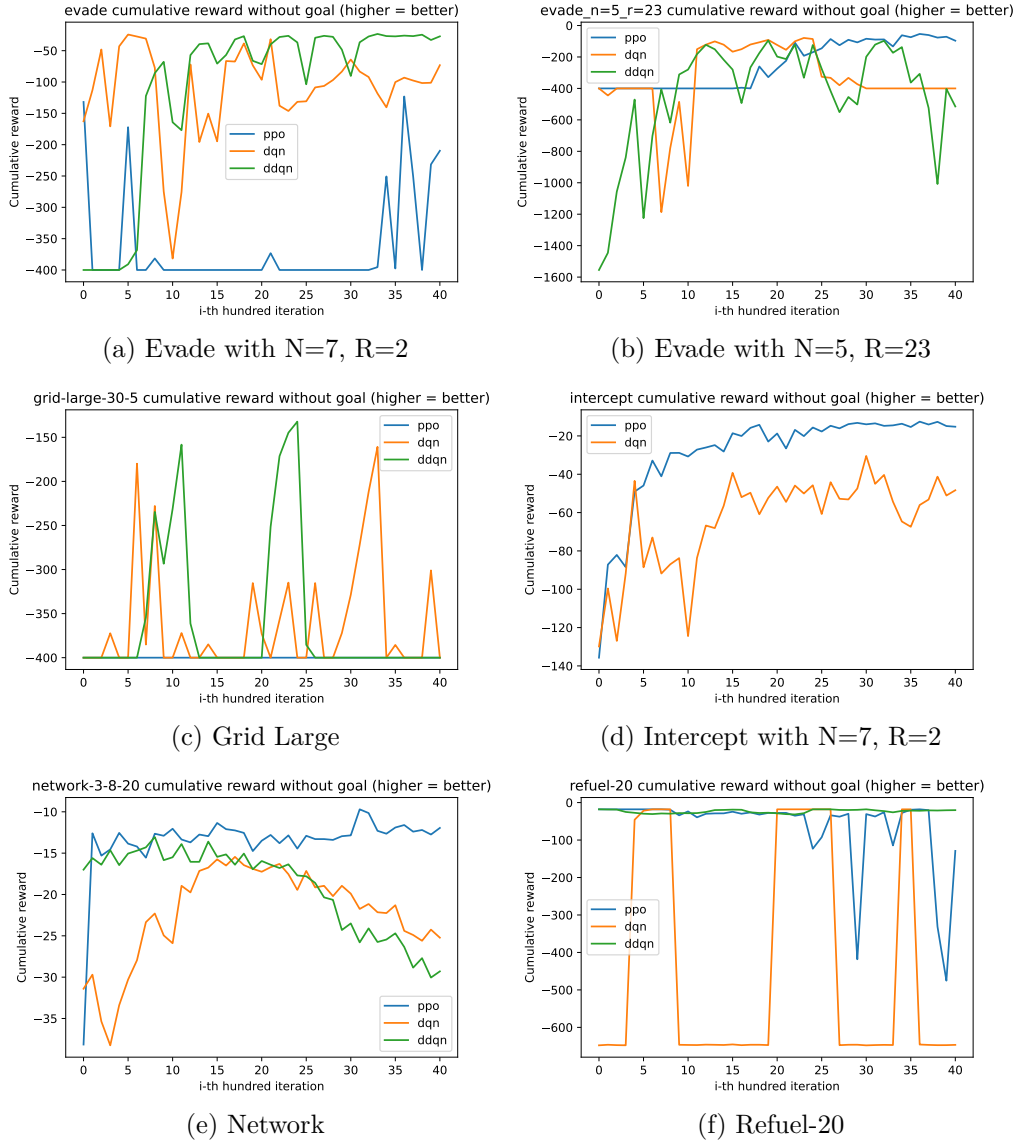 evade cumulative reward without goal (higher = better)
Cumulative reward
−50
−100
−150
−200
−250
−300
−350
−400
ppo
dqn
ddqn
0 5 10 15 20 25 30 35 40
i-th hundred iteration
(a) Evade with N=7, R=2
evade_n=5_r=23 cumulative reward without goal (higher = better)
Cumulative reward
0
−200
−400
−600
−800
−1000
−1200
−1400
−1600
ppo
dqn
ddqn
0 5 10 15 20 25 30 35 40
i-th hundred iteration
(b) Evade with N=5, R=23
grid-large-30-5 cumulative reward without goal (higher = better)
Cumulative reward
−150
−200
−250
−300
−350
−400
ppo
dqn
ddqn
0 5 10 15 20 25 30 35 40
i-th hundred iteration
(c) Grid Large
intercept cumulative reward without goal (higher = better)
Cumulative reward
−20
−40
−60
−80
−100
−120
−140
ppo
dqn
0 5 10 15 20 25 30 35 40
i-th hundred iteration
(d) Intercept with N=7, R=2
network-3-8-20 cumulative reward without goal (higher = better)
Cumulative reward
−10
−15
−20
−25
−30
−35
ppo
dqn
ddqn
0 5 10 15 20 25 30 35 40
i-th hundred iteration
(e) Network
refuel-20 cumulative reward without goal (higher = better)
Cumulative reward
0
−100
−200
−300
−400
−500
−600
ppo
dqn
ddqn
0 5 10 15 20 25 30 35 40
i-th hundred iteration
(f) Refuel-20